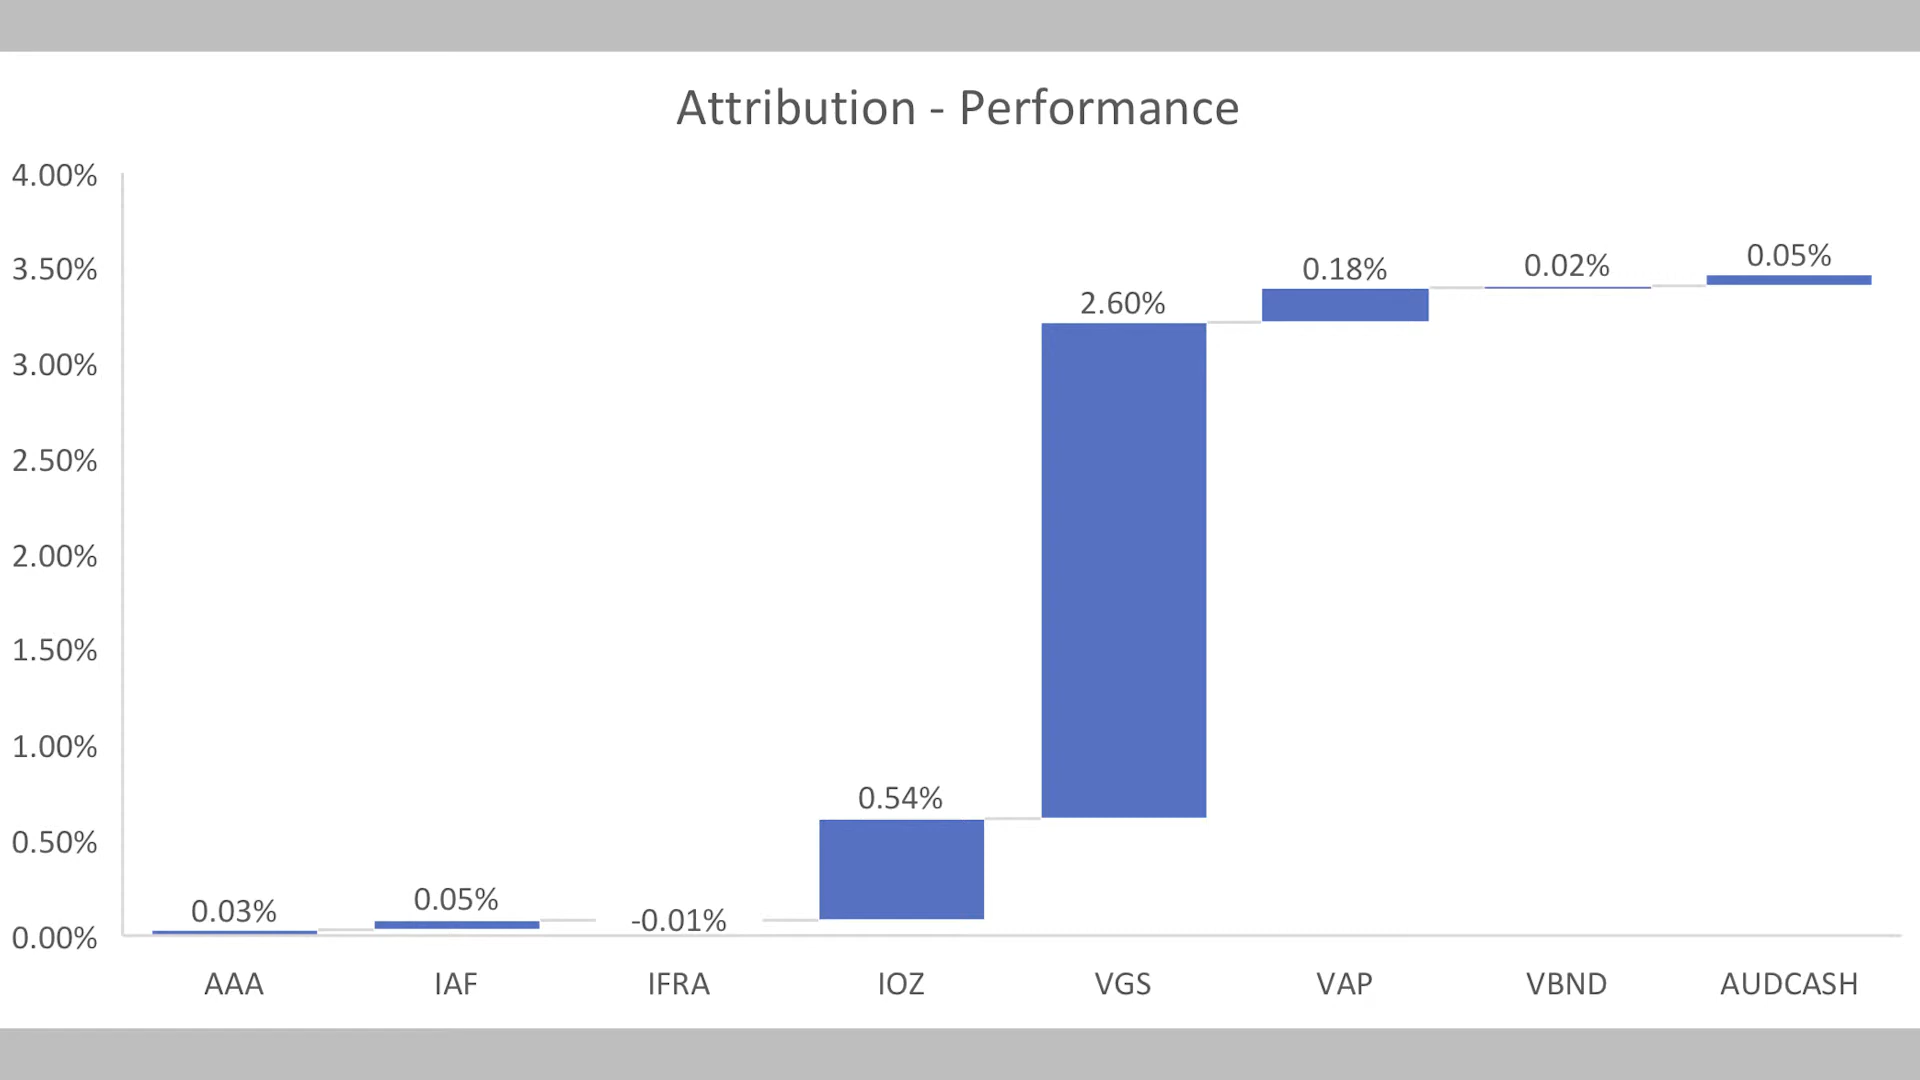 Attribution - Performance
4.00%
3.50%
3.00%
2.50%
2.00%
1.50%
1.00%
0.50%
0.00%
0.03%
0.05%
-0.01%
0.54%
2.60%
0.18%
0.02%
0.05%
AAA
IAF
IFRA
IOZ
VGS
VAP
VBND
AUDCASH